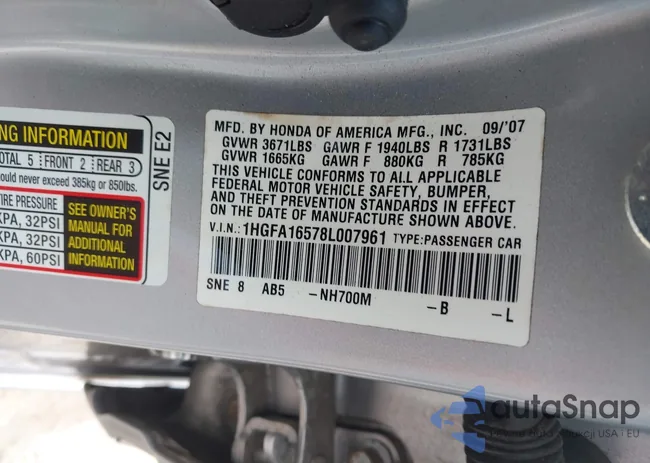 NG INFORMATION
TOTAL 5 FRONT 2 REAR 3
ould never exceed 385kg or 850lbs.
RE PRESSURE
KPA, 32PSI
KPA, 32PSI
KPA, 60PSI
SEE OWNER'S
MANUAL FOR
ADDITIONAL
INFORMATION
SNE E2
MFD. BY HONDA OF AMERICA MFG., INC. 09/'07
GVWR 3671LBS GAWR F 1940LBS R 1731LBS
GVWR 1665KG GAWR F 880KG R 785KG
THIS VEHICLE CONFORMS TO ALL APPLICABLE
FEDERAL MOTOR VEHICLE SAFETY, BUMPER,
AND THEFT PREVENTION STANDARDS IN EFFECT
ON THE DATE OF MANUFACTURE SHOWN ABOVE.
V.I.N.: 1HGFA16578L007961 TYPE: PASSENGER CAR
SNE 8 AB5 -NH700M -B -L
autoSnap